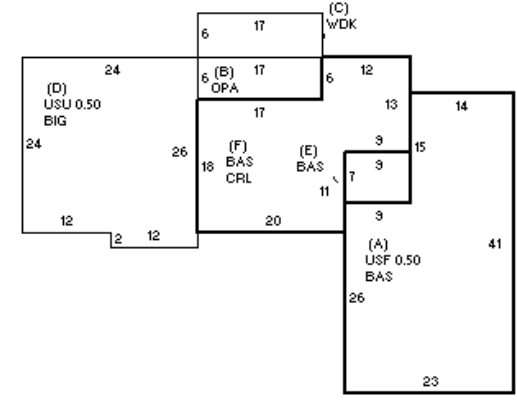 (C)
WDK
17
6
24
(B)
6
17
OPA
6
12
(D)
USU 0.50
BIG
17
13
14
24
26
(F)
BAS
CRL
18
(E)
BAS
9
15
9
7
11
12
2
12
20
9
(A)
USF 0.50
BAS
41
26
23